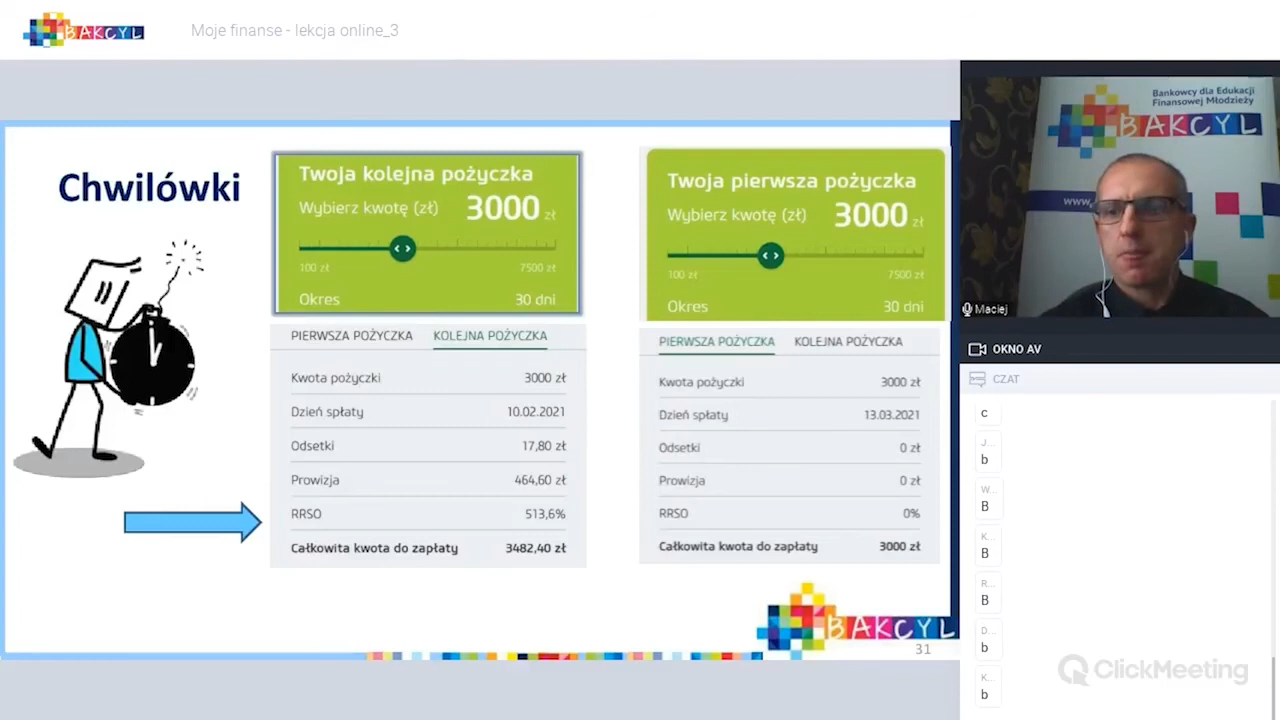 BAKCYL
Moje finanse - lekcja online_3
Chwilówki
Twoja kolejna pożyczka
Wybierz kwotę (zł) 3000 zł
100 zł 7500 zł
Okres 30 dni
PIERWSZA POŻYCZKA KOLEJNA POŻYCZKA
Kwota pożyczki 3000 zł
Dzień spłaty 10.02.2021
Odsetki 17,80 zł
Prowizja 464,60 zł
RRSO 513,6%
Całkowita kwota do zapłaty 3482,40 zł
Twoja pierwsza pożyczka
Wybierz kwotę (zł) 3000 zł
100 zł 7500 zł
Okres 30 dni
PIERWSZA POŻYCZKA KOLEJNA POŻYCZKA
Kwota pożyczki 3000 zł
Dzień spłaty 13.03.2021
Odsetki 0 zł
Prowizja 0 zł
RRSO 0%
Całkowita kwota do zapłaty 3000 zł
BAKCYL
31
Bankowcy dla Edukacji
Finansowej Młodzieży
BAKCYL
www.
Maciej
OKNO AV
CZAT
c
J...
b
W...
B
K...
B
R...
B
D...
b
K...
b
ClickMeeting